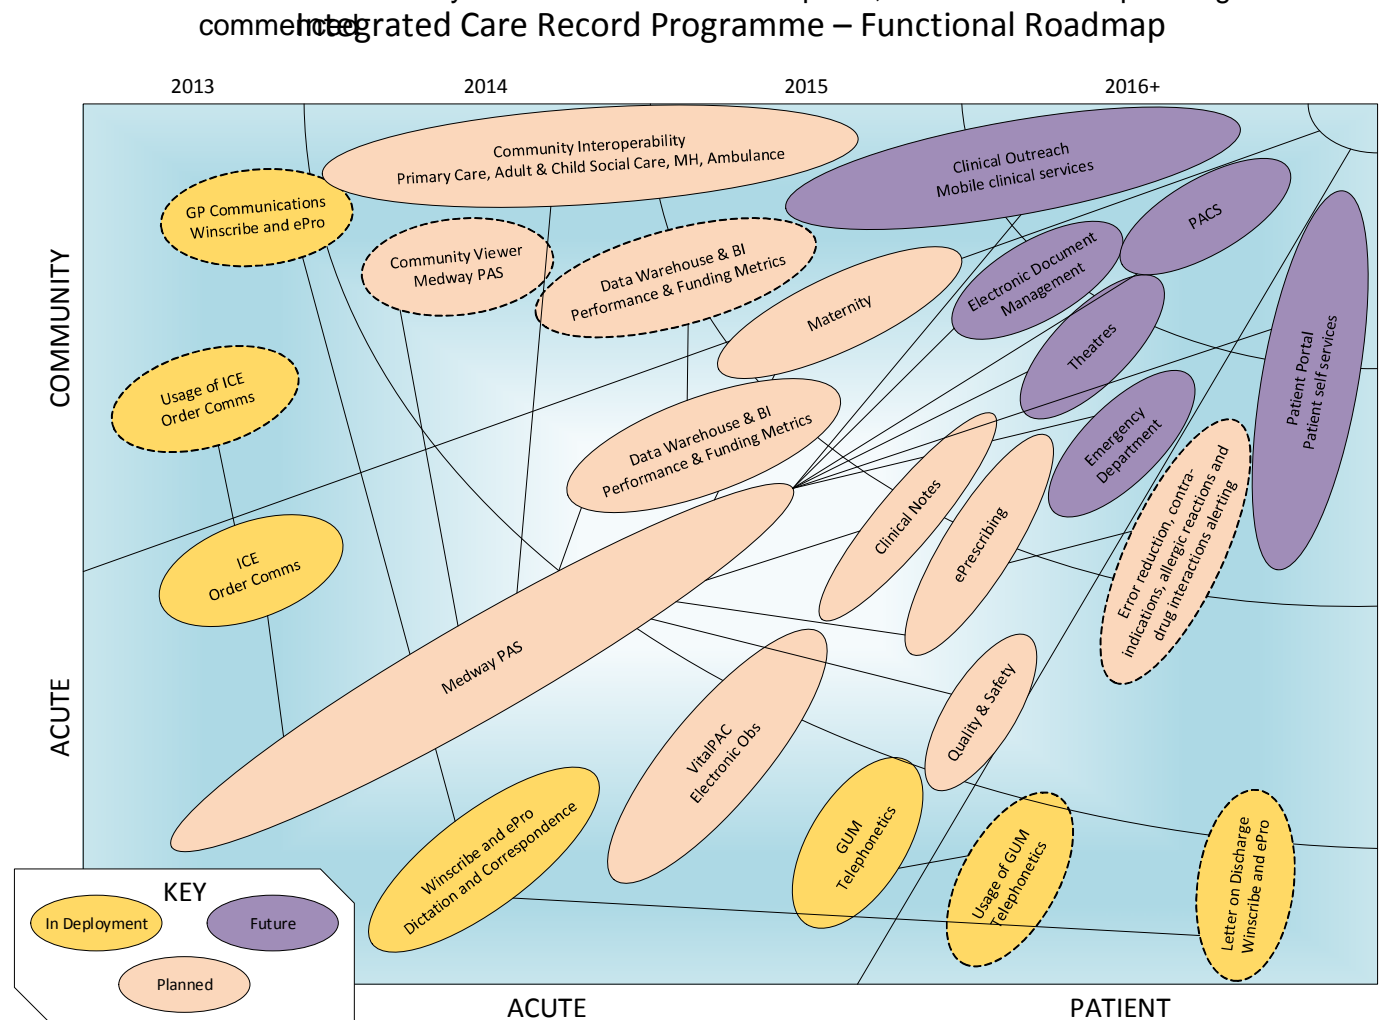 commenced
Integrated Care Record Programme – Functional Roadmap
2013
2014
2015
2016+
COMMUNITY
ACUTE
Community Interoperability
Primary Care, Adult & Child Social Care, MH, Ambulance
Clinical Outreach
Mobile clinical services
GP Communications
Winscribe and ePro
Community Viewer
Medway PAS
Data Warehouse & BI
Performance & Funding Metrics
Maternity
Electronic Document
Management
PACS
Theatres
Patient Portal
Patient self services
Usage of ICE
Order Comms
Data Warehouse & BI
Performance & Funding Metrics
Emergency
Department
Clinical Notes
ePrescribing
Error reduction, contra-
indications, allergic reactions and
drug interactions alerting
ICE
Order Comms
Medway PAS
VitalPAC
Electronic Obs
Quality & Safety
Winscribe and ePro
Dictation and Correspondence
GUM
Telephonetics
Usage of GUM
Telephonetics
Letter on Discharge
Winscribe and ePro
KEY
In Deployment
Future
Planned
ACUTE
PATIENT